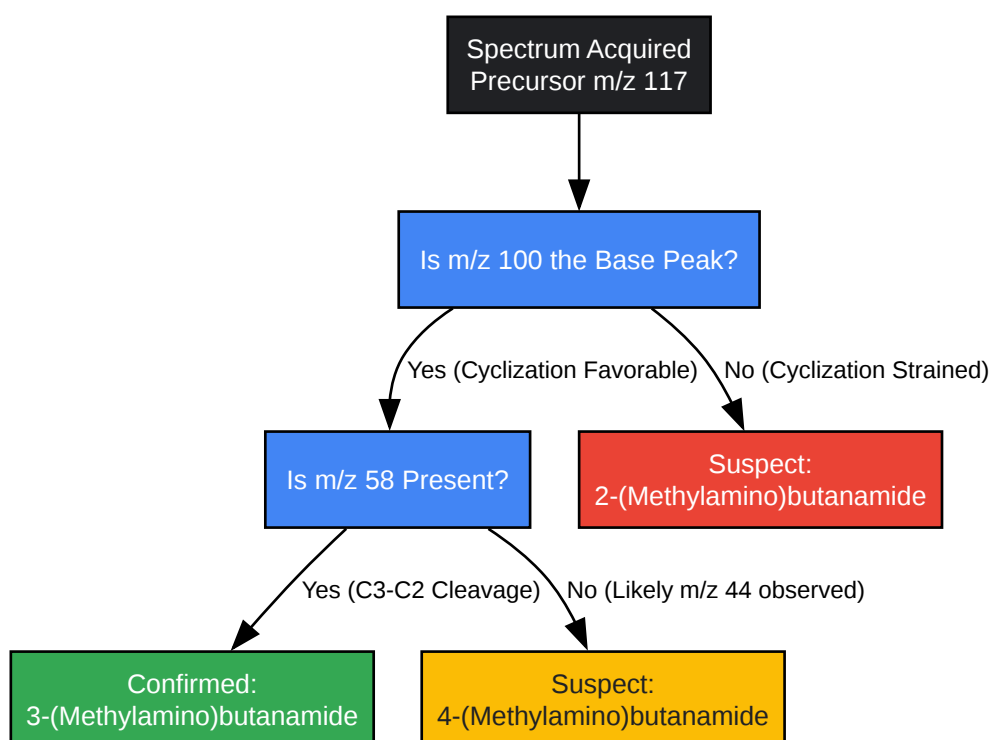 Spectrum Acquired
Precursor m/z 117
Is m/z 100 the Base Peak?
Yes (Cyclization Favorable)
No (Cyclization Strained)
Is m/z 58 Present?
Suspect:
2-(Methylamino)butanamide
Yes (C3-C2 Cleavage)
No (Likely m/z 44 observed)
Confirmed:
3-(Methylamino)butanamide
Suspect:
4-(Methylamino)butanamide